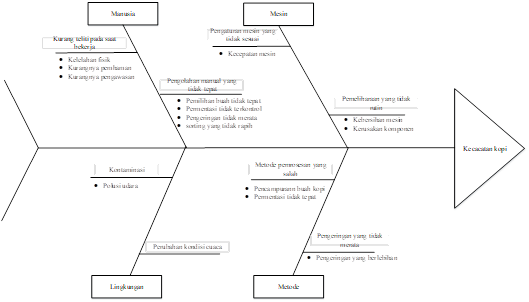 Manusia
Mesin
Kurang teliti pada saat
bekerja
Kelelahan fisik
Kurangnya pemahaman
Kurangnya pengawasan
Pengolahan manual yang
tidak tepat
Pemilihan buah tidak tepat
Fermentasi tidak terkontrol
Pengeringan tidak merata
sorting yang tidak rapih
Pengaturan mesin yang
tidak sesuai
Kecepatan mesin
Pemeliharaan yang tidak
rutin
Kebersihan mesin
Kerusakan komponen
Kecacatan kopi
Kontaminasi
Polusi udara
Perubahan kondisi cuaca
Metode pemrosesan yang
salah
Pencampuran buah kopi
Fermentasi tidak tepat
Pengeringan yang tidak
merata
Pengeringan yang berlebihan
Lingkungan
Metode